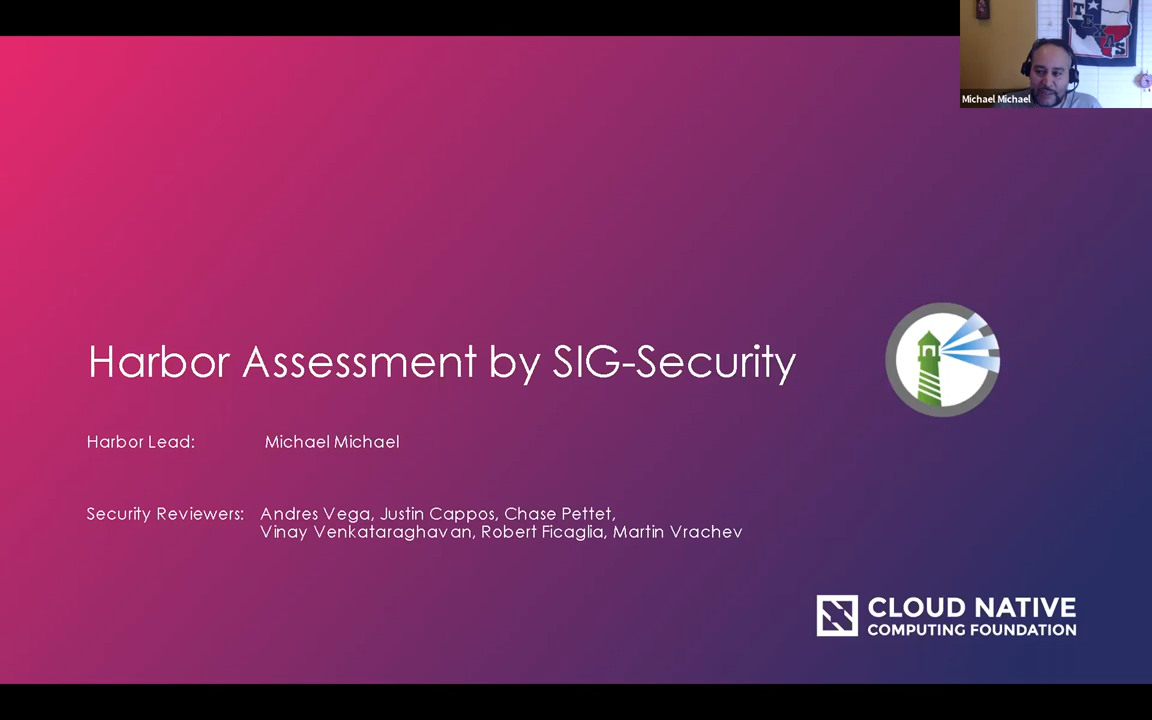 TEXAS
Michael Michael
Harbor Assessment by SIG-Security
Harbor Lead: Michael Michael
Security Reviewers: Andres Vega, Justin Cappos, Chase Pettet,
Vinay Venkataraghavan, Robert Ficaglia, Martin Vrachev
CLOUD NATIVE
COMPUTING FOUNDATION